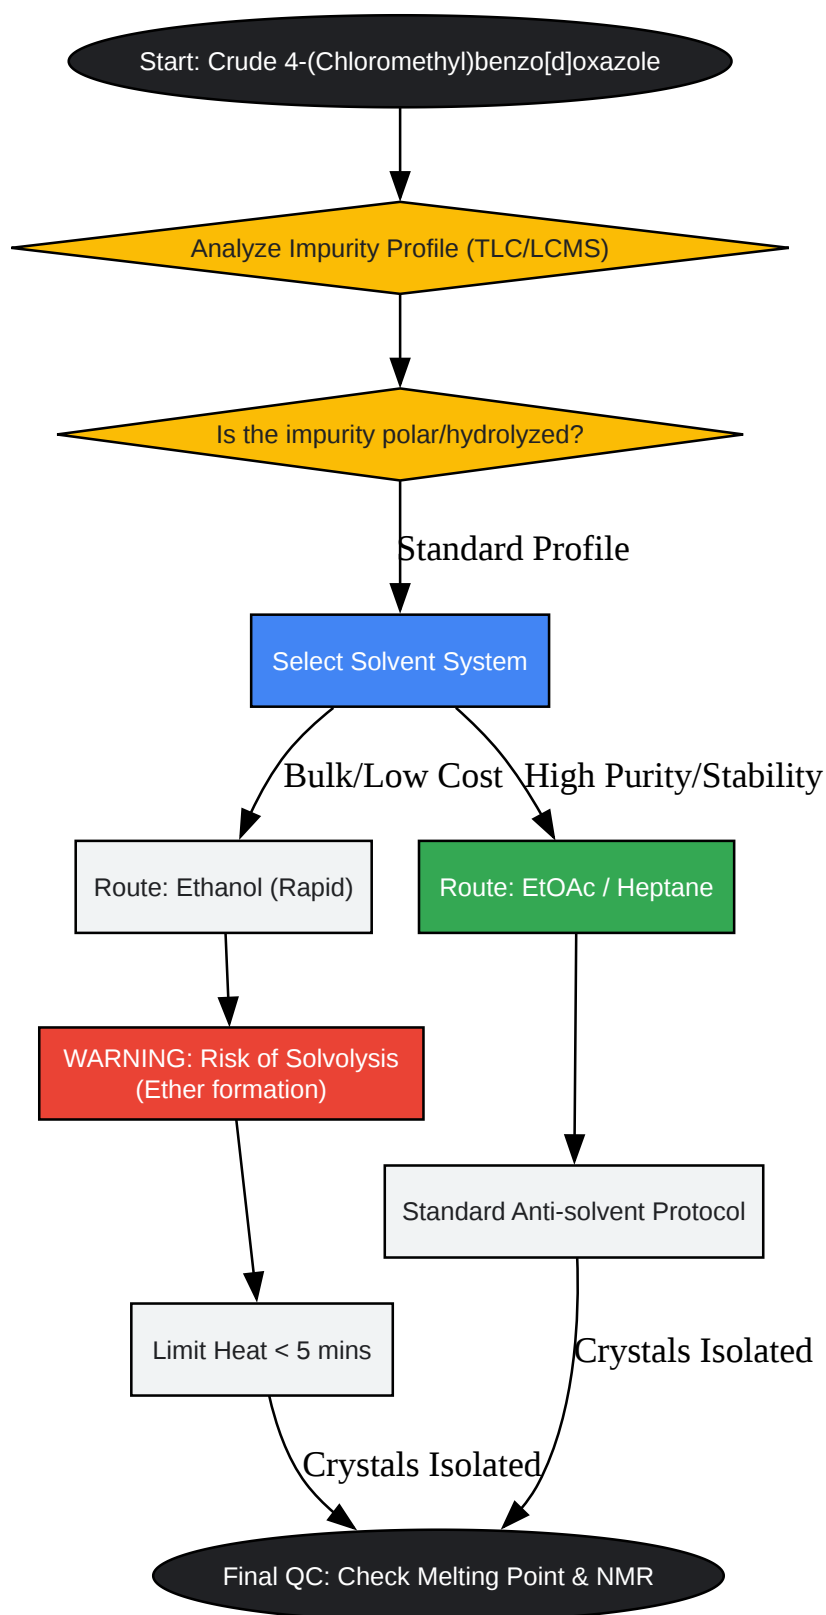 Start: Crude 4-(Chloromethyl)benzo[d]oxazole
Analyze Impurity Profile (TLC/LCMS)
Is the impurity polar/hydrolyzed?
Standard Profile
Select Solvent System
Bulk/Low Cost
High Purity/Stability
Route: Ethanol (Rapid)
Route: EtOAc / Heptane
WARNING: Risk of Solvolysis
(Ether formation)
Standard Anti-solvent Protocol
Limit Heat < 5 mins
Crystals Isolated
Crystals Isolated
Final QC: Check Melting Point & NMR